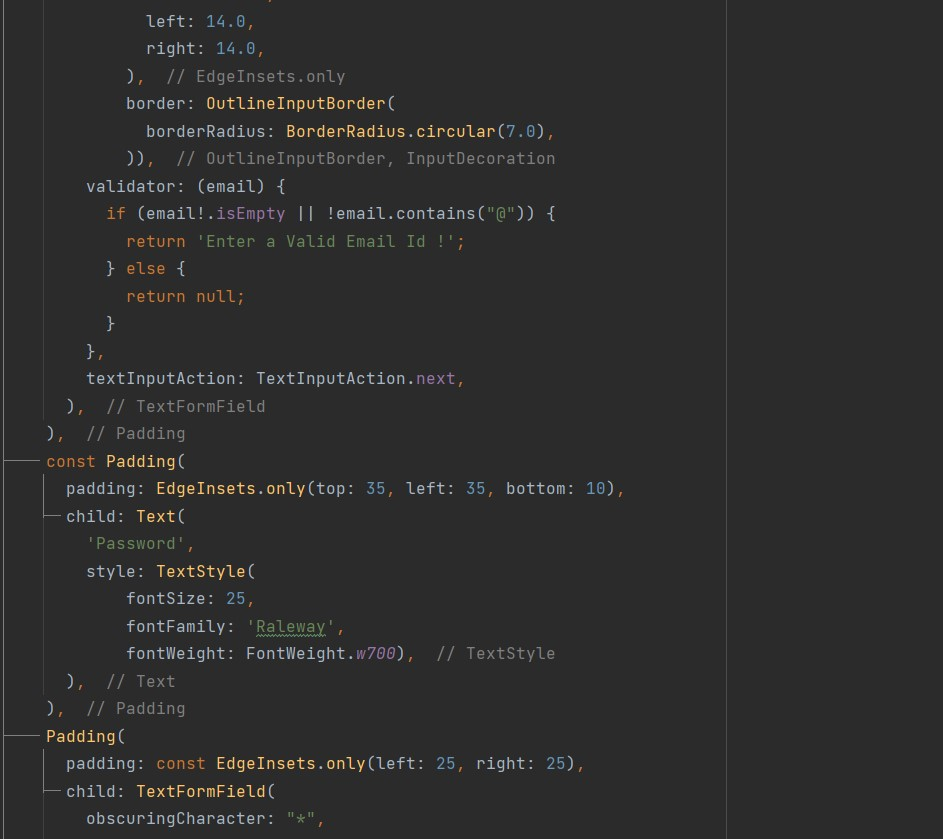 left: 14.0,
right: 14.0,
),  // EdgeInsets.only
border: OutlineInputBorder(
borderRadius: BorderRadius.circular(7.0),
)),  // OutlineInputBorder, InputDecoration
validator: (email) {
if (email!.isEmpty || !email.contains("@")) {
return 'Enter a Valid Email Id !';
} else {
return null;
}
},
textInputAction: TextInputAction.next,
),  // TextFormField
),  // Padding
const Padding(
padding: EdgeInsets.only(top: 35, left: 35, bottom: 10),
child: Text(
'Password',
style: TextStyle(
fontSize: 25,
fontFamily: 'Raleway',
fontWeight: FontWeight.w700),  // TextStyle
),  // Text
),  // Padding
Padding(
padding: const EdgeInsets.only(left: 25, right: 25),
child: TextFormField(
obscuringCharacter: "*",